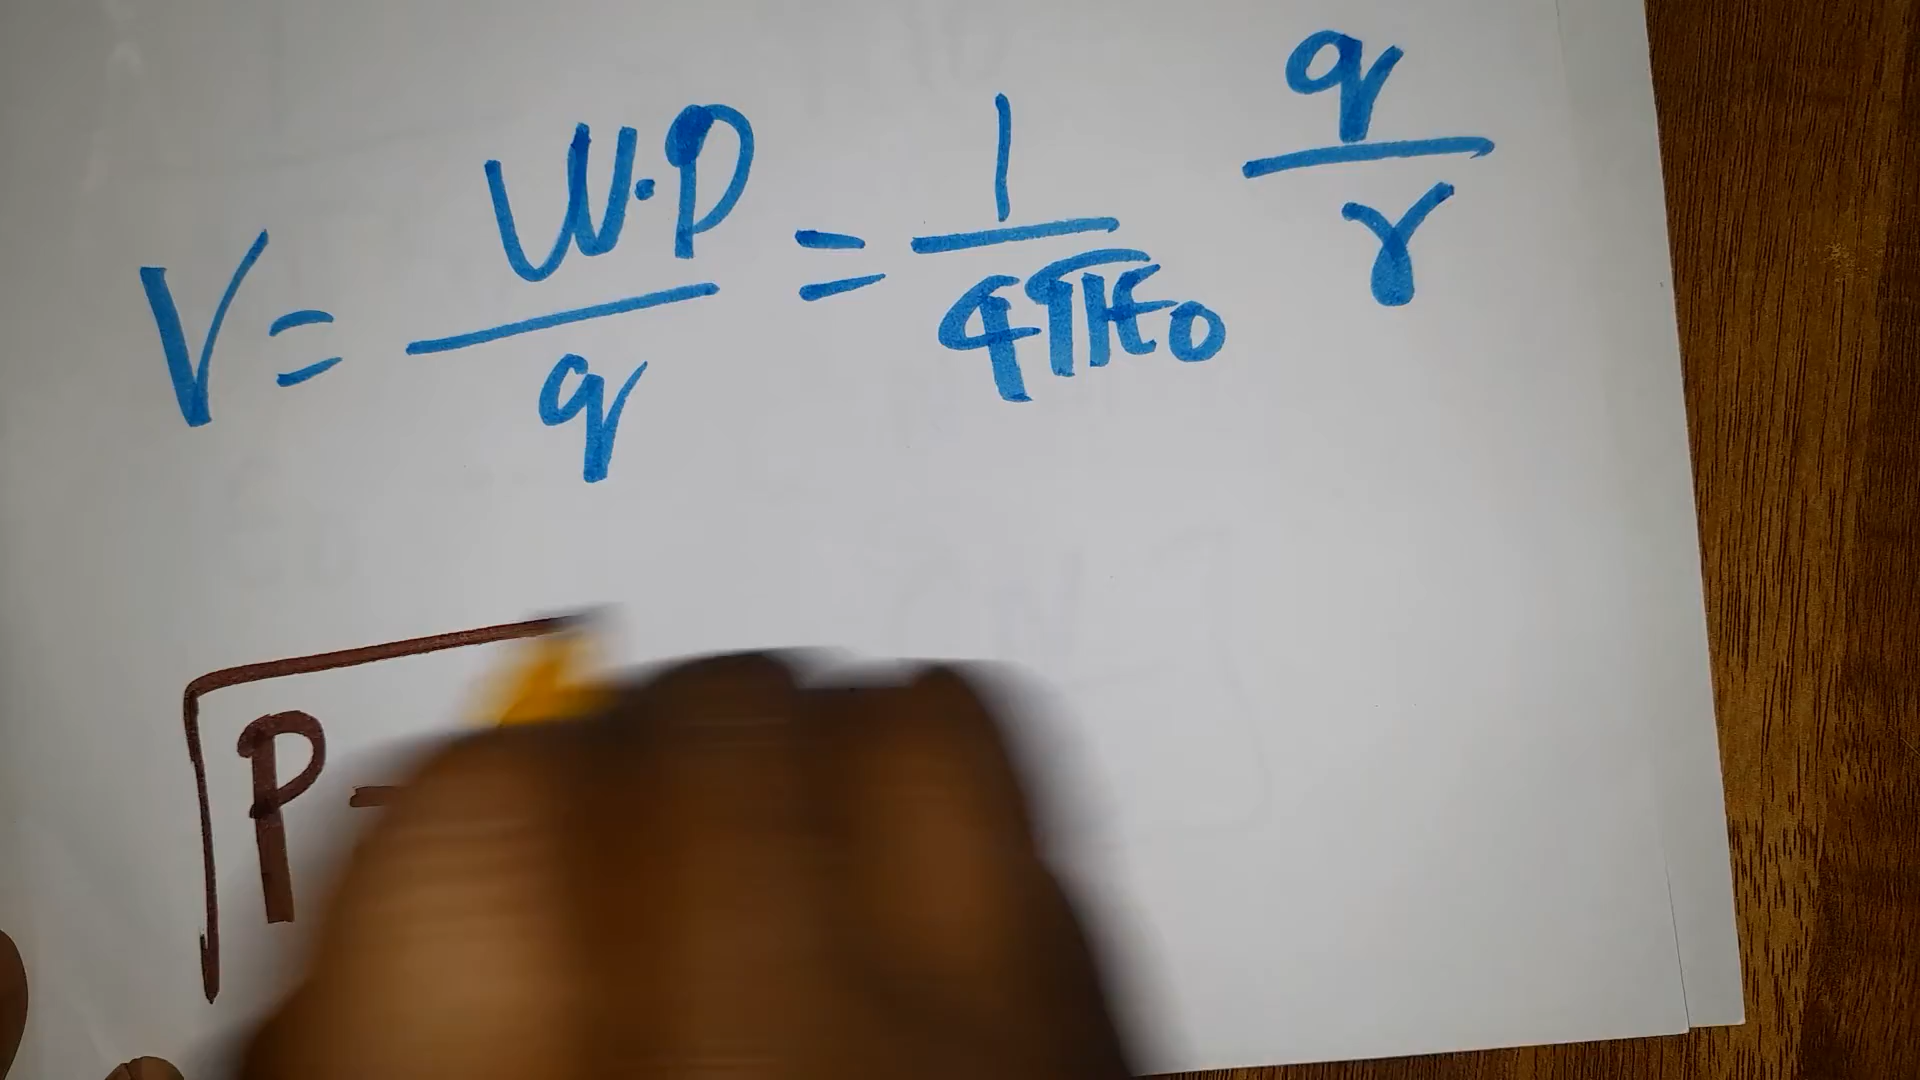 V = W.D / q = 1 / 4πε0 q / r
P -